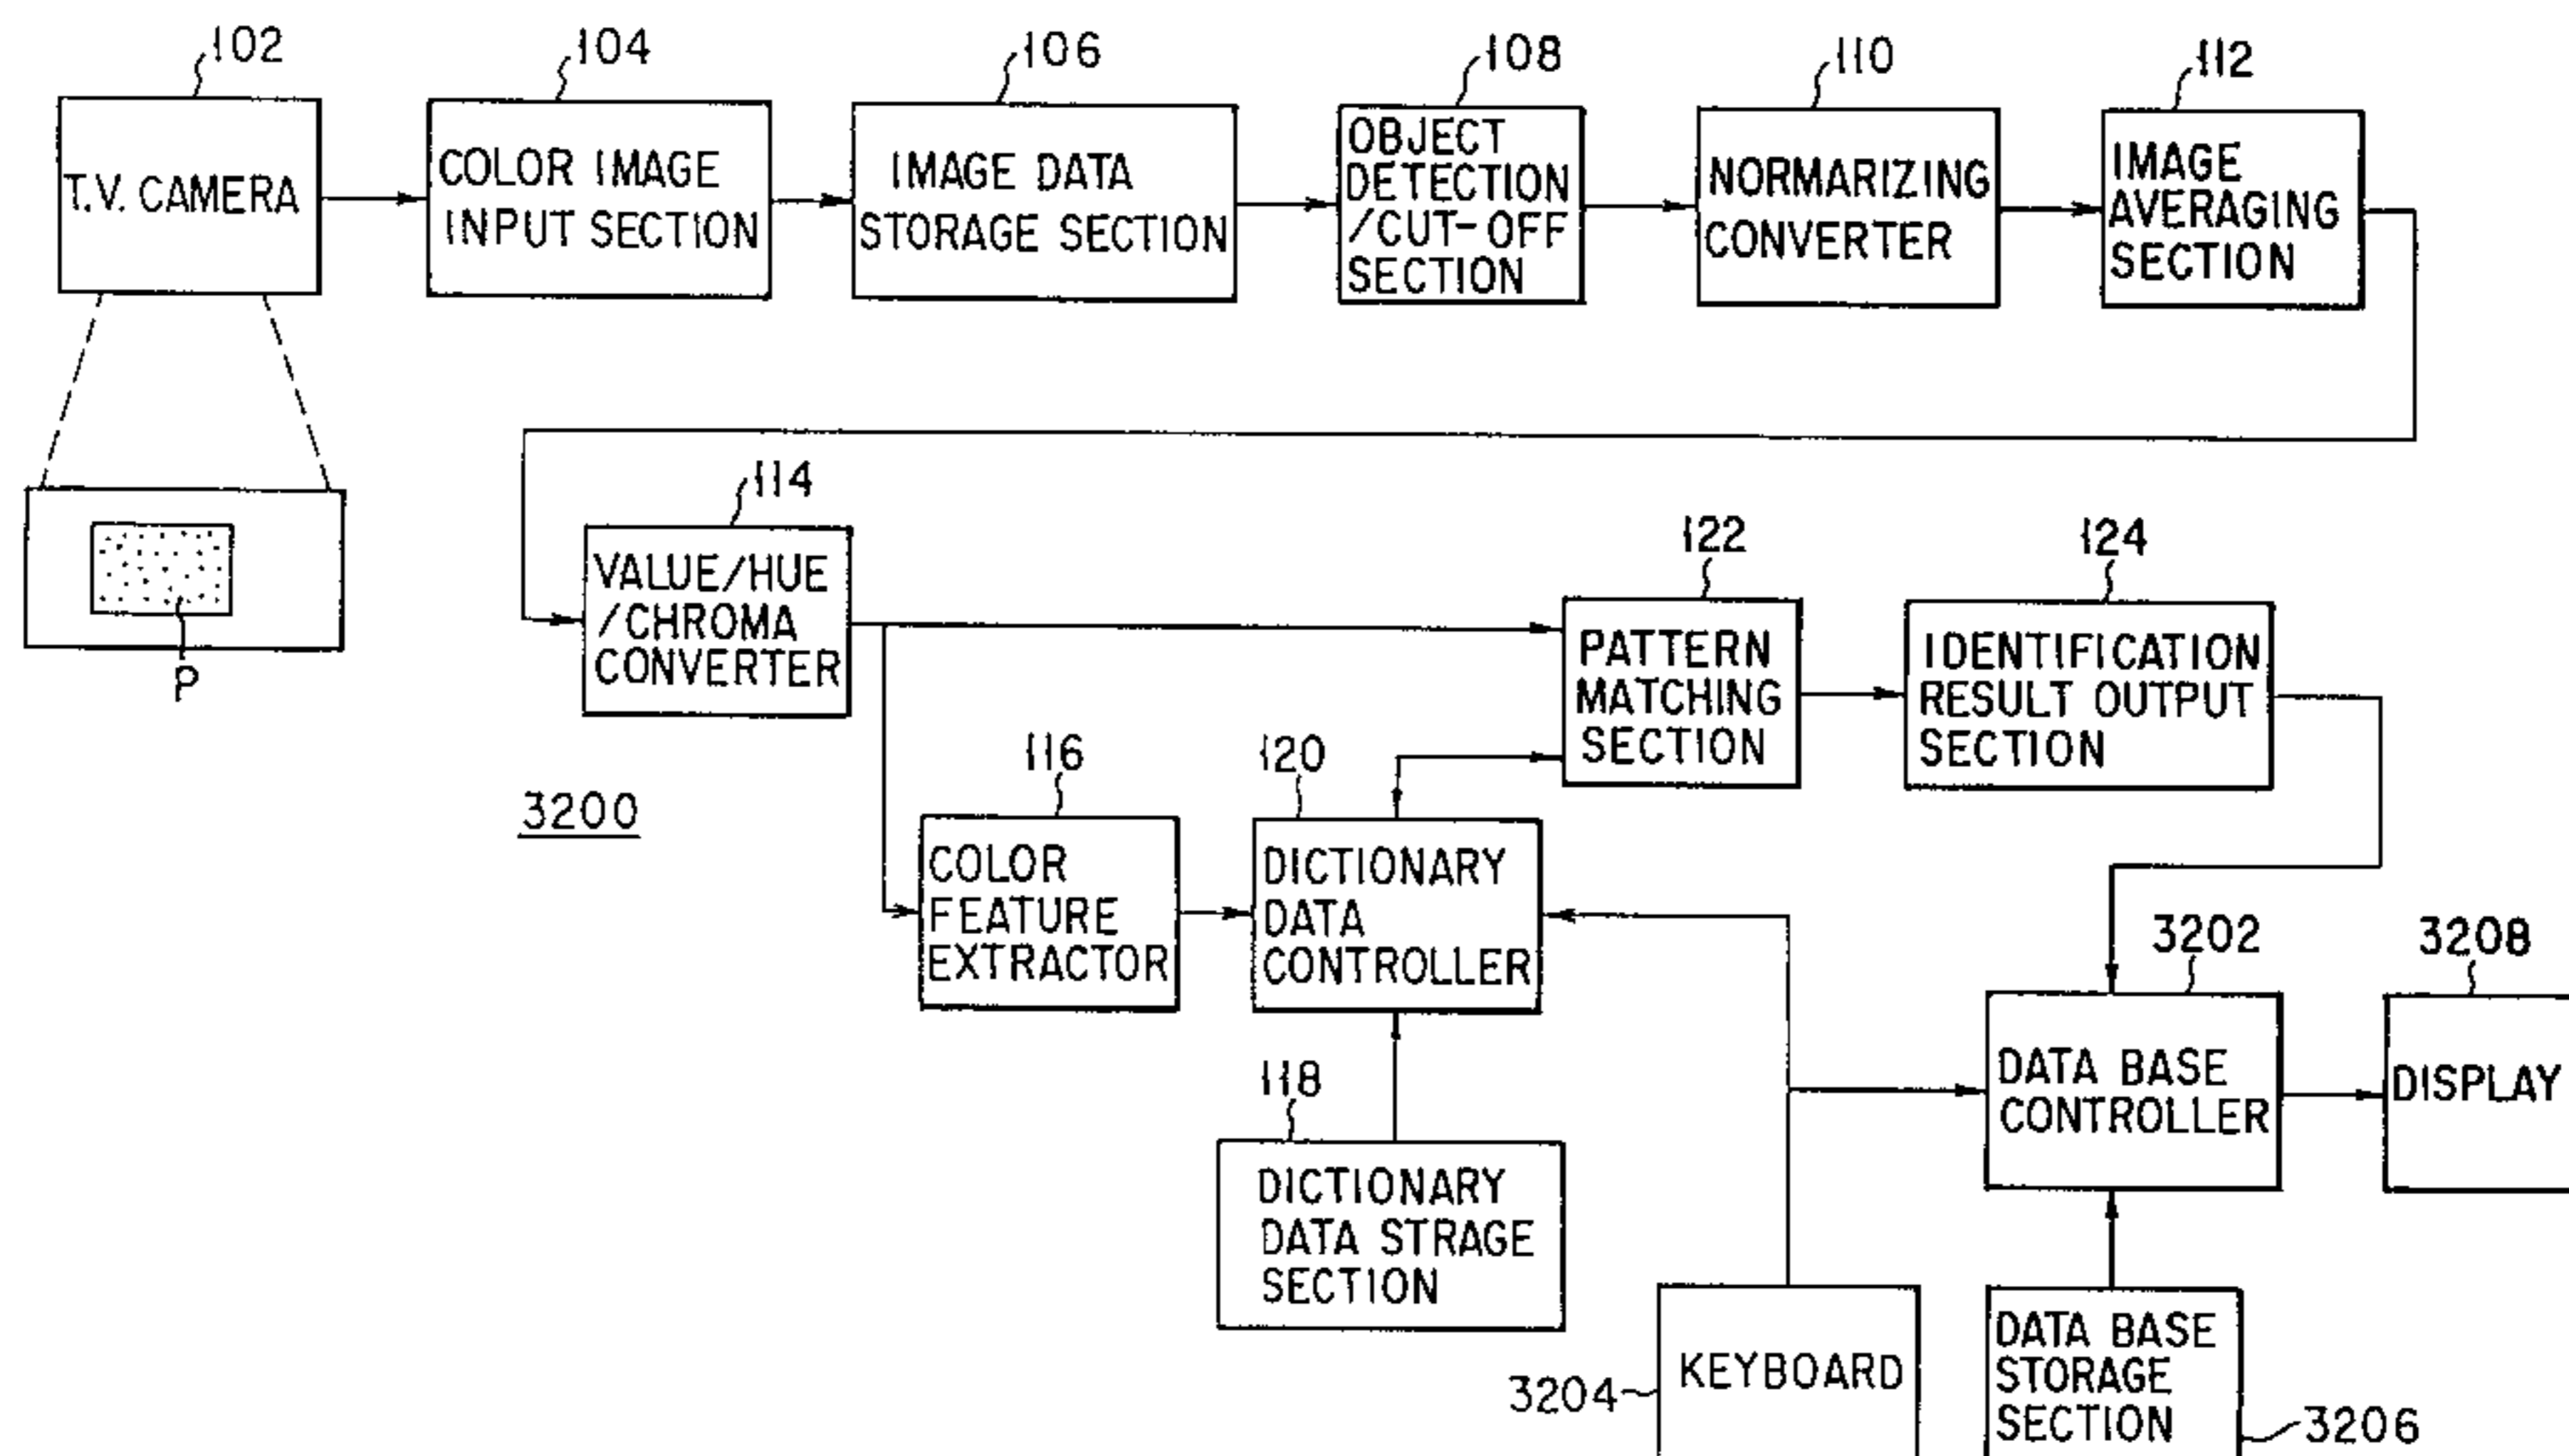 102
104
106
108
110
112
T.V. CAMERA
COLOR IMAGE
INPUT SECTION
IMAGE DATA
STORAGE SECTION
OBJECT
DETECTION
/CUT-OFF
SECTION
NORMARIZING
CONVERTER
IMAGE
AVERAGING
SECTION
P
114
VALUE/HUE
/CHROMA
CONVERTER
122
PATTERN
MATCHING
SECTION
124
IDENTIFICATION
RESULT OUTPUT
SECTION
3200
116
COLOR
FEATURE
EXTRACTOR
120
DICTIONARY
DATA
CONTROLLER
118
DICTIONARY
DATA STRAGE
SECTION
3202
DATA BASE
CONTROLLER
3208
DISPLAY
3204
KEYBOARD
DATA BASE
STORAGE
SECTION
3206